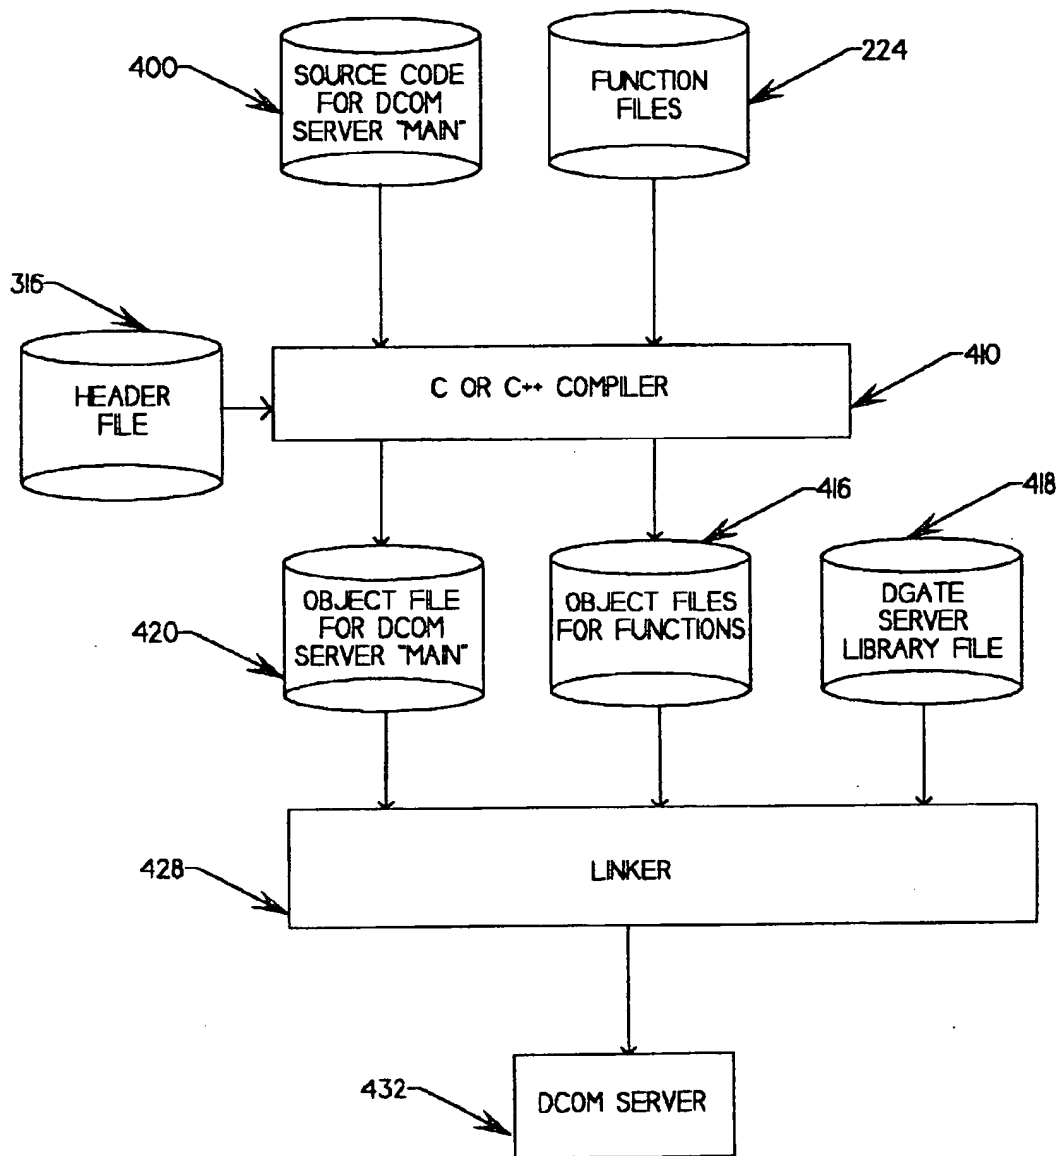 400
SOURCE CODE
FOR DCOM
SERVER "MAIN"
FUNCTION
FILES
224
316
HEADER
FILE
C OR C++ COMPILER
410
416
418
420
OBJECT FILE
FOR DCOM
SERVER "MAIN"
OBJECT FILES
FOR FUNCTIONS
DGATE
SERVER
LIBRARY FILE
428
LINKER
432
DCOM SERVER